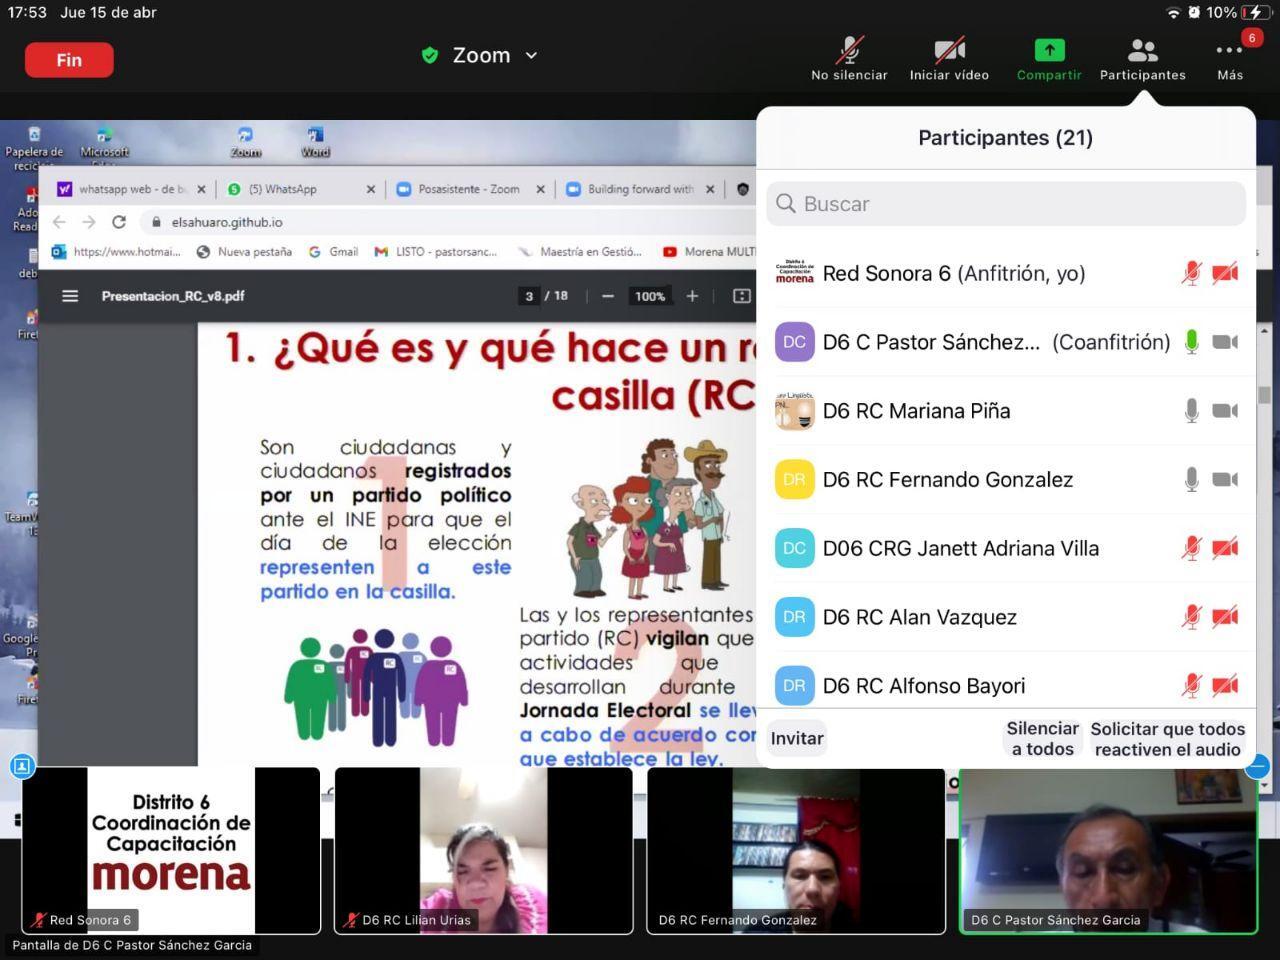 17:53 Jue 15 de abr
10%
Fin
Zoom
No silenciar
Iniciar vídeo
Compartir
Participantes
6
Más
Participantes (21)
Buscar
Red Sonora 6 (Anfitrión, yo)
DC
D6 C Pastor Sánchez... (Coanfitrión)
D6 RC Mariana Piña
DR
D6 RC Fernando Gonzalez
DC
D06 CRG Janett Adriana Villa
DR
D6 RC Alan Vazquez
DR
D6 RC Alfonso Bayori
Invitar
Silenciar
a todos
Solicitar que todos
reactiven el audio
Papelera de
Microsoft
Zoom
Word
whatsapp web - de b
(5) WhatsApp
Posasistente - Zoom
Building forward with
elsahuaro.github.io
https://www.hotmai...
Nueva pestaña
Gmail
LISTO - pastorsanc...
Maestría en Gestió...
Morena MULT
Presentacion_RC_v8.pdf
3 / 18
100%
1. ¿Qué es y qué hace un r
casilla (RC
1
Son ciudadanas y
ciudadanos registrados
por un partido político
ante el INE para que el
día de la elección
representen a este
partido en la casilla.
2
Las y los representantes
partido (RC) vigilan que
actividades que
desarrollan durante
Jornada Electoral se lle
a cabo de acuerdo con
que establece la ley.
Distrito 6
Coordinación de
Capacitación
morena
Red Sonora 6
D6 RC Lilian Urias
D6 RC Fernando Gonzalez
D6 C Pastor Sánchez Garcia
Pantalla de D6 C Pastor Sánchez Garcia